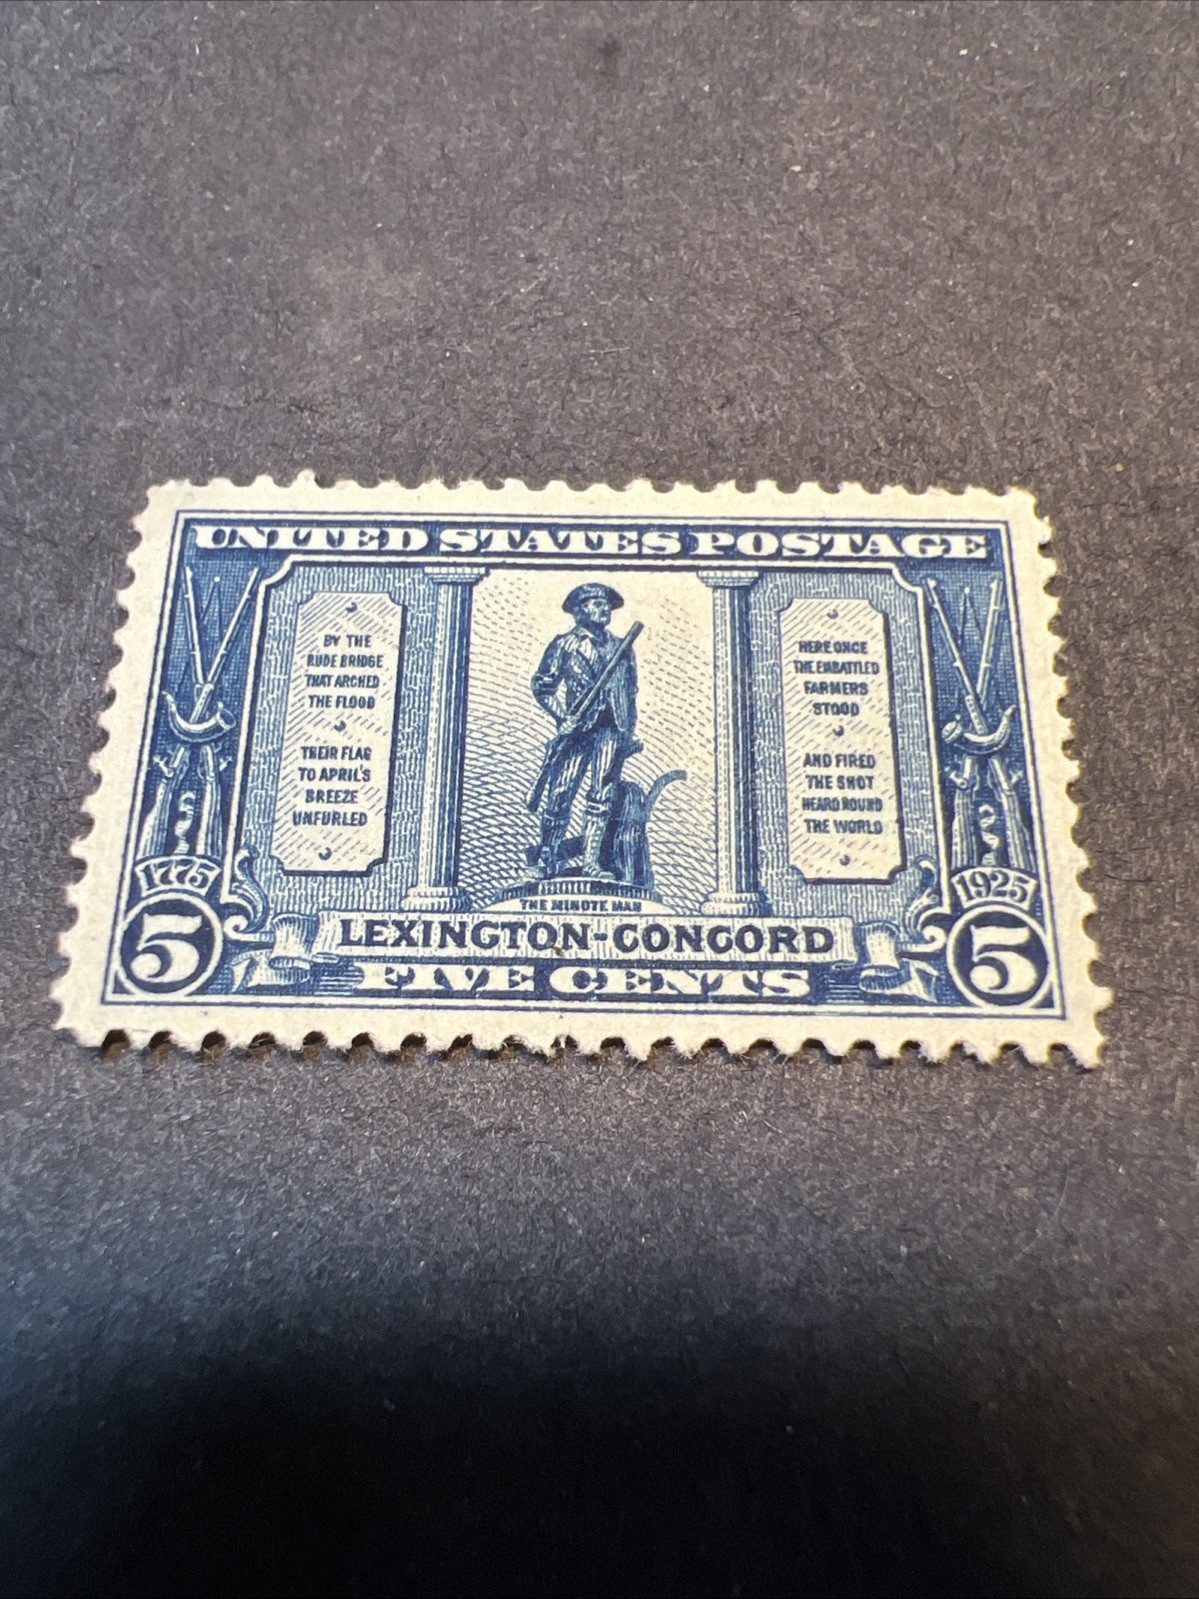 UNITED STATES POSTAGE
BY THE
RUDE BRIDGE
THAT ARCHED
THE FLOOD
THEIR FLAG
TO APRIL'S
BREEZE
UNFURLED
HERE ONCE
THE EMBATTLED
FARMERS
STOOD
AND FIRED
THE SHOT
HEARD ROUND
THE WORLD
1775
1925
THE MINUTE MAN
5
LEXINGTON-CONCORD
5
FIVE CENTS